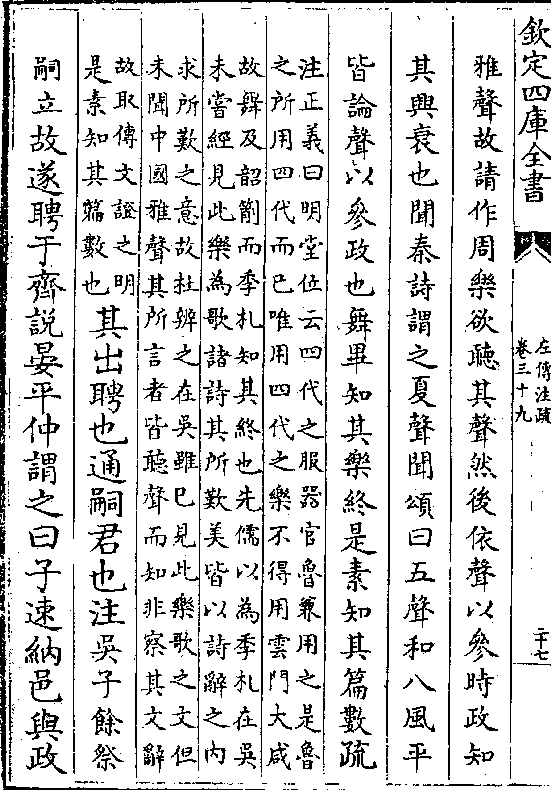 欽定四庫全書
左傳注疏
卷三十九
二十七
雅聲故請作周樂欲聽其聲然後依聲以參時政知
其興衰也聞秦詩謂之夏聲聞頌曰五聲和八風平
皆論聲以參政也舞畢知其樂終是素知其篇數疏
注正義曰明堂位云四代之服器官魯兼用之是魯
之所用四代而已唯用四代之樂不得用雲門大咸
故舞及韶箾而季札知其終也先儒以為季札在吳
未嘗經見此樂為歌諸詩其所歎美皆以詩辭之內
求所歎之意故杜辨之在吳雖已見此樂歌之文但
未聞中國雅聲其所言者皆聽聲而知非察其文辭
故取傳文證之明
是素知其篇數也
其出聘也通嗣君也注吳子餘祭
嗣立故遂聘于齊說晏平仲謂之曰子速納邑與政